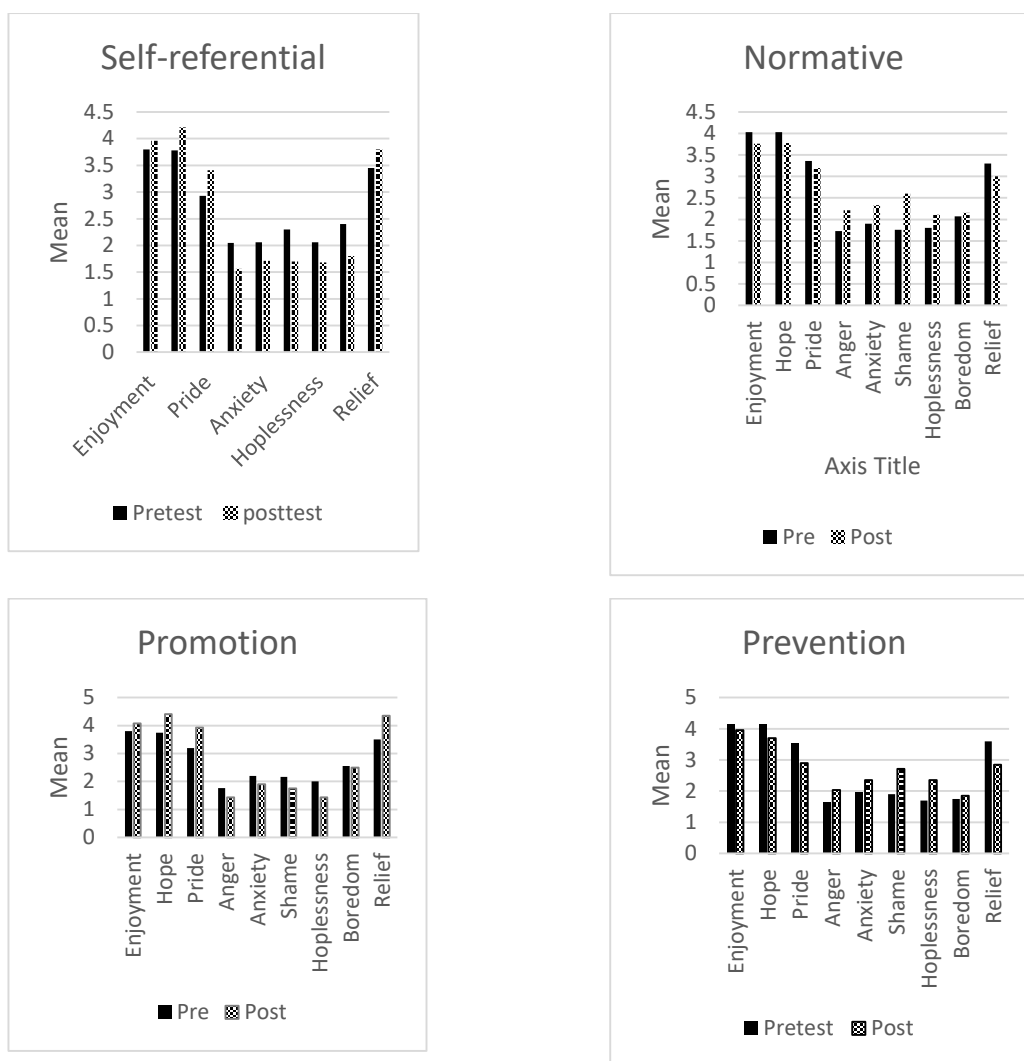 Self-referential
4.5
4
3.5
3
2.5
2
1.5
1
0.5
0
Mean
Enjoyment
Pride
Anxiety
Hoplessness
Relief
Pretest posttest
Normative
4.5
4
3.5
3
2.5
2
1.5
1
0.5
0
Mean
Enjoyment
Hope
Pride
Anger
Anxiety
Shame
Hoplessness
Boredom
Relief
Axis Title
Pre Post
Promotion
5
4
3
2
1
0
Mean
Enjoyment
Hope
Pride
Anger
Anxiety
Shame
Hoplessness
Boredom
Relief
Pre Post
Prevention
5
4
3
2
1
0
Mean
Enjoyment
Hope
Pride
Anger
Anxiety
Shame
Hoplessness
Boredom
Relief
Pretest Post